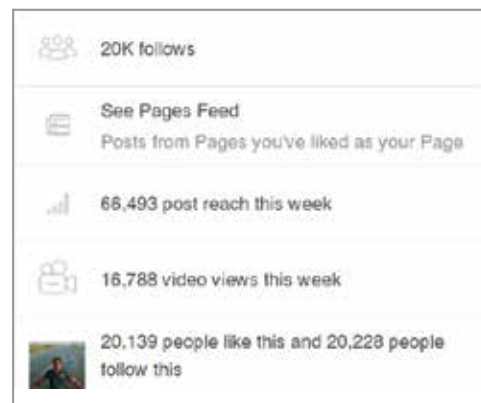 20K follows
See Pages Feed
Posts from Pages you've liked as your Page
66,493 post reach this week
16,788 video views this week
20,139 people like this and 20,228 people
follow this